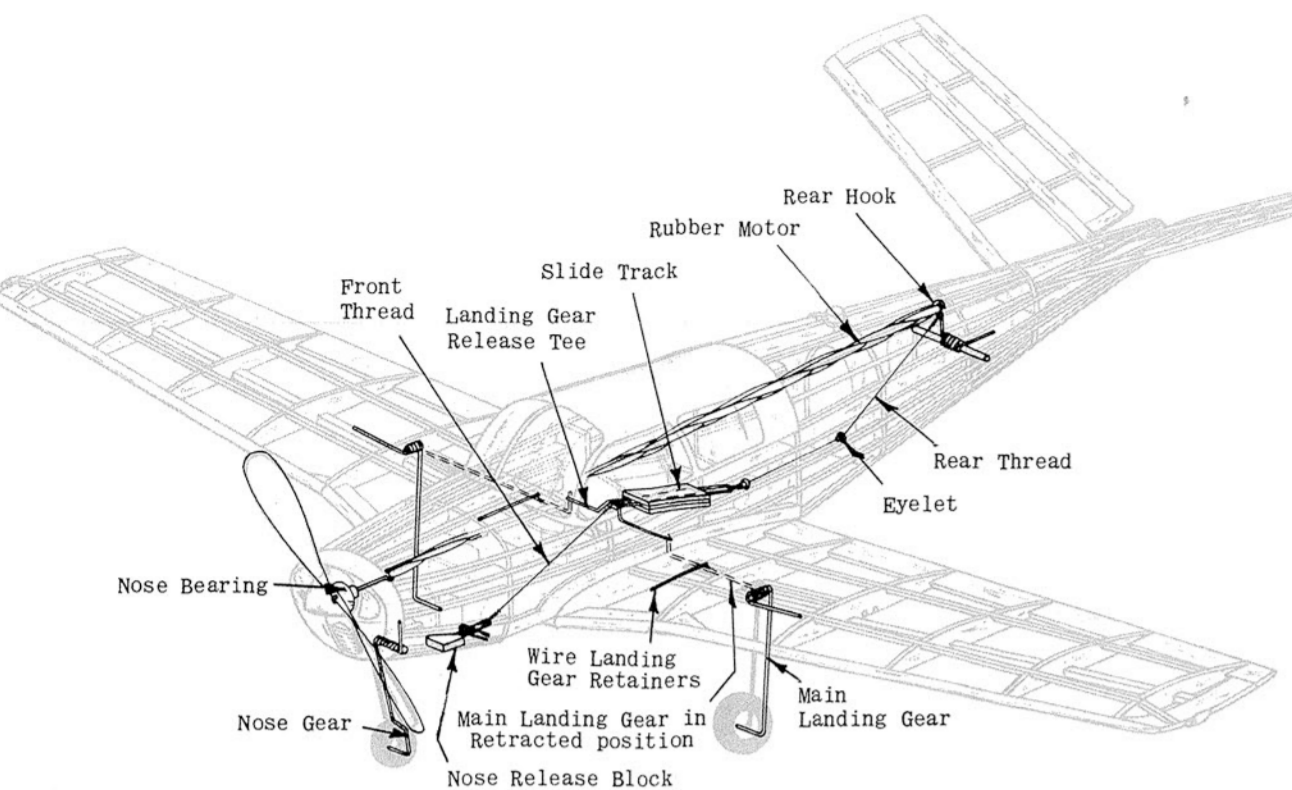 Rear Hook
Rubber Motor
Slide Track
Front
Thread
Landing Gear
Release Tee
Rear Thread
Eyelet
Nose Bearing
Wire Landing
Gear Retainers
Main
Landing Gear
Nose Gear
Main Landing Gear in
Retracted position
Nose Release Block